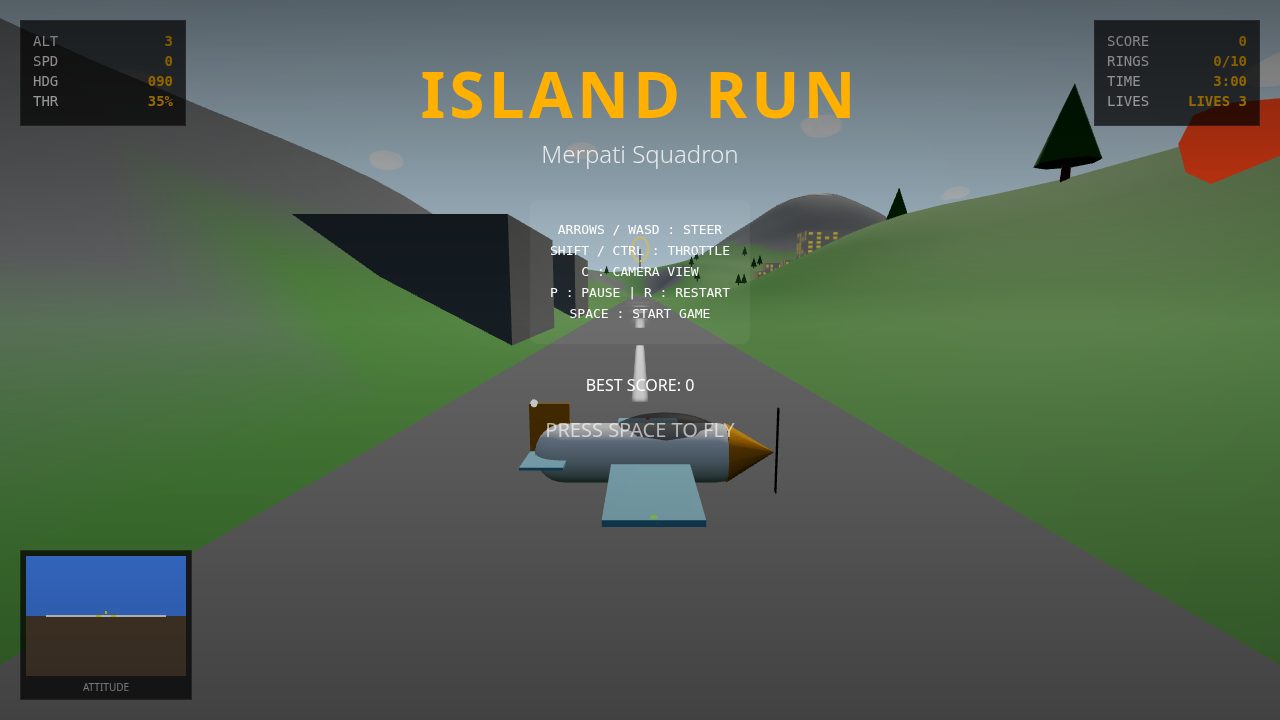 ALT 3
SPD 0
HDG 090
THR 35%
SCORE 0
RINGS 0/10
TIME 3:00
LIVES LIVES 3
ISLAND RUN
Merpati Squadron
ARROWS / WASD : STEER
SHIFT / CTRL : THROTTLE
C : CAMERA VIEW
P : PAUSE | R : RESTART
SPACE : START GAME
BEST SCORE: 0
PRESS SPACE TO FLY
ATTITUDE